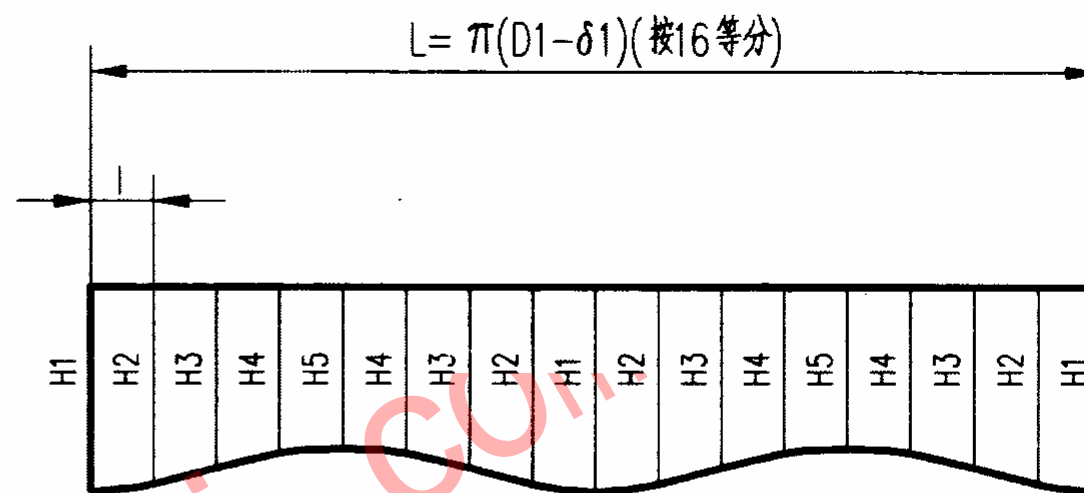 L= π(D1-δ1)(按16等分)
l
H1 H2 H3 H4 H5 H4 H3 H2 H1 H2 H3 H4 H5 H4 H3 H2 H1
.COM